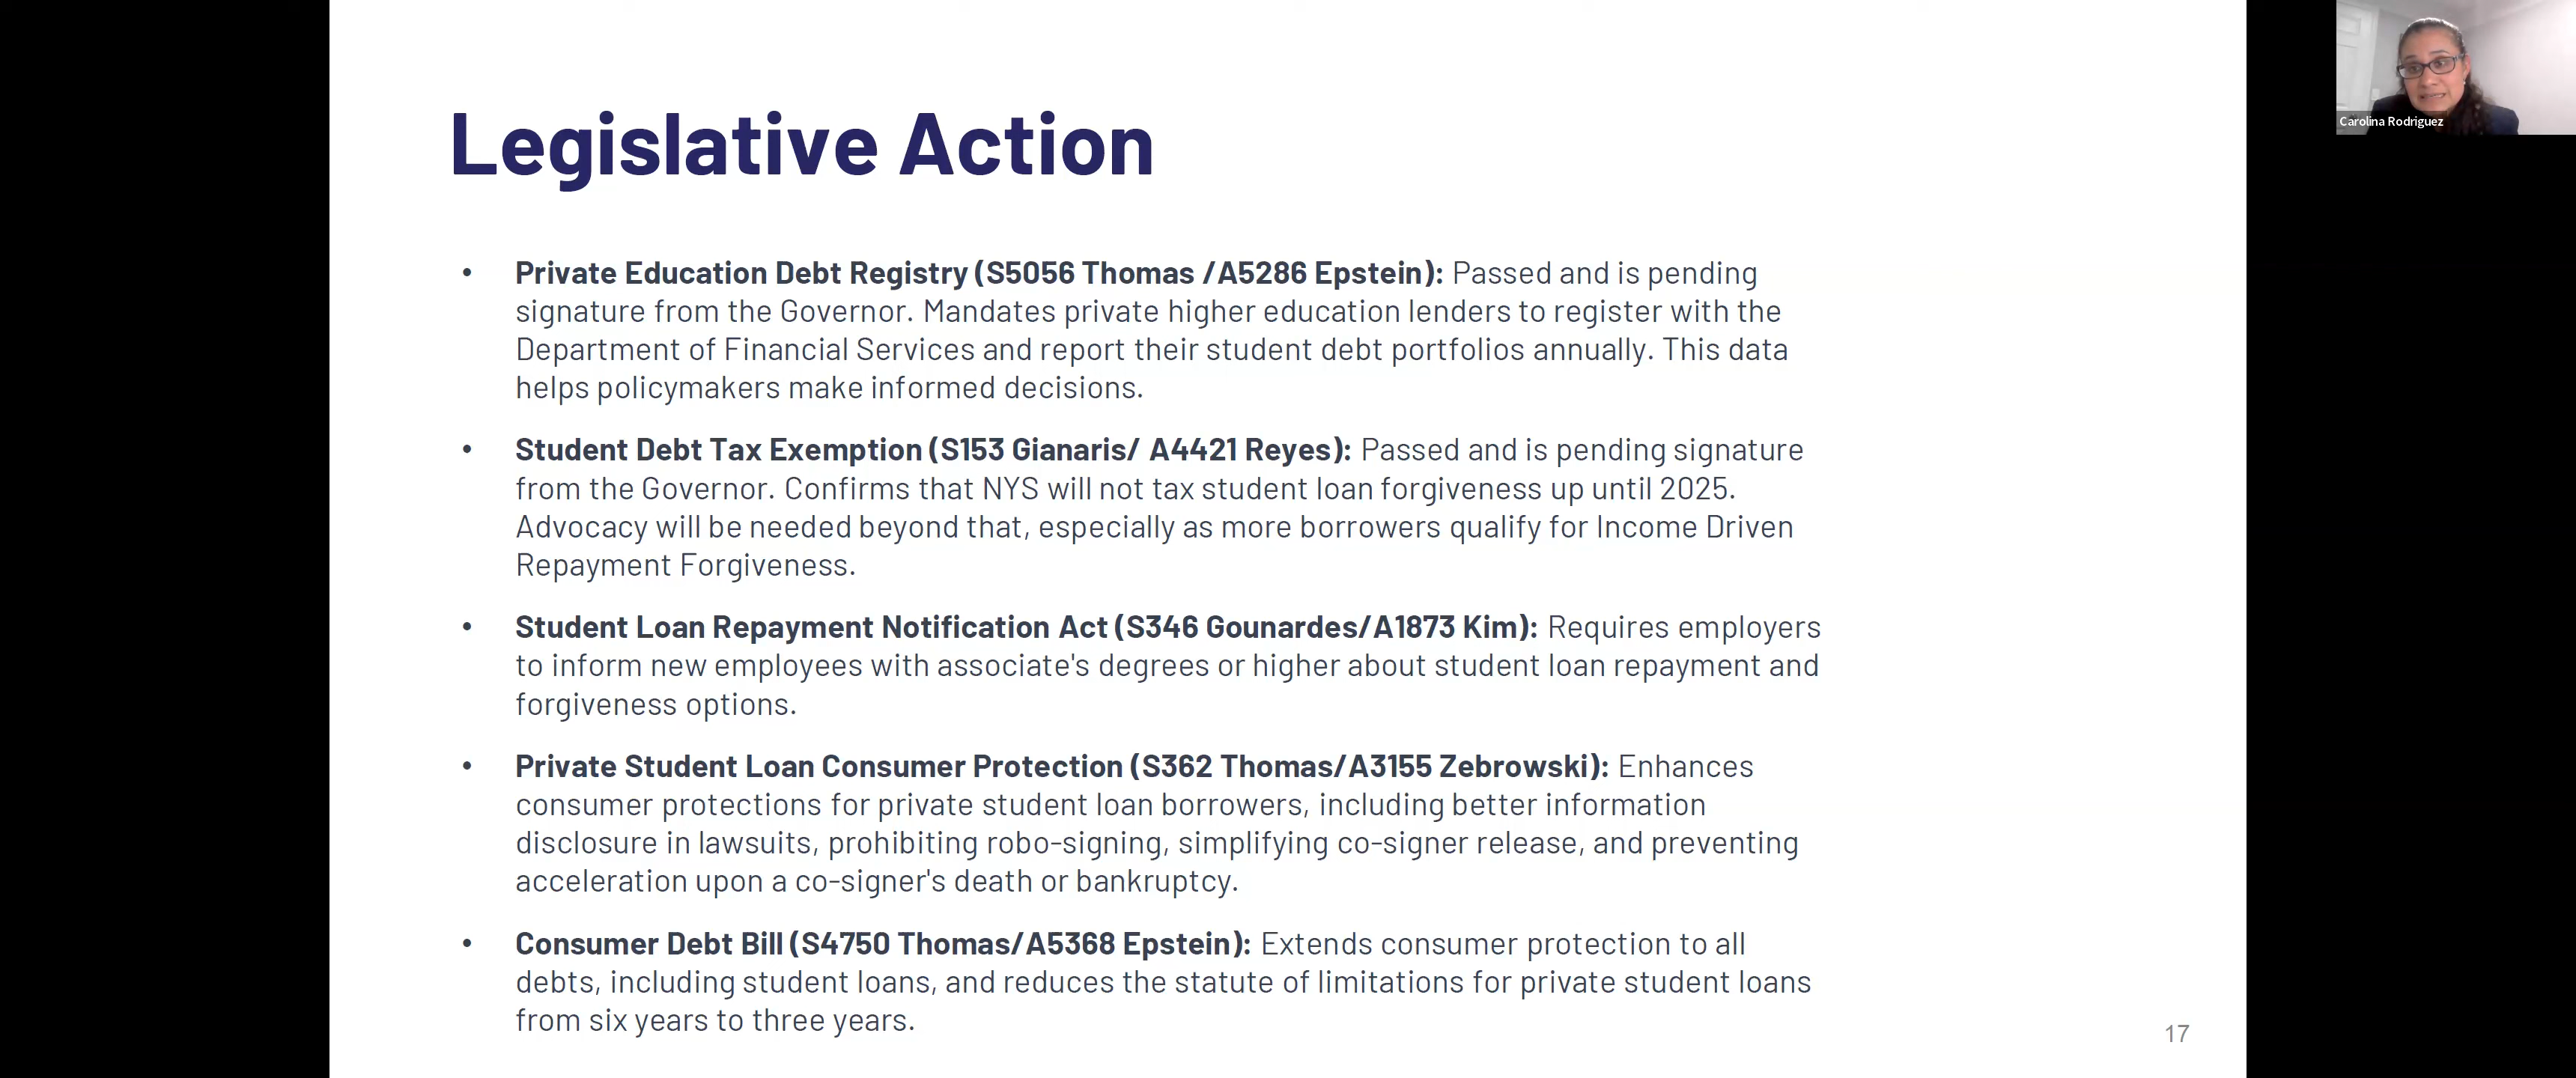 Legislative Action
Carolina Rodriguez
• Private Education Debt Registry (S5056 Thomas /A5286 Epstein): Passed and is pending
signature from the Governor. Mandates private higher education lenders to register with the
Department of Financial Services and report their student debt portfolios annually. This data
helps policymakers make informed decisions.
• Student Debt Tax Exemption (S153 Gianaris/ A4421 Reyes): Passed and is pending signature
from the Governor. Confirms that NYS will not tax student loan forgiveness up until 2025.
Advocacy will be needed beyond that, especially as more borrowers qualify for Income Driven
Repayment Forgiveness.
• Student Loan Repayment Notification Act (S346 Gounardes/A1873 Kim): Requires employers
to inform new employees with associate's degrees or higher about student loan repayment and
forgiveness options.
• Private Student Loan Consumer Protection (S362 Thomas/A3155 Zebrowski): Enhances
consumer protections for private student loan borrowers, including better information
disclosure in lawsuits, prohibiting robo-signing, simplifying co-signer release, and preventing
acceleration upon a co-signer's death or bankruptcy.
• Consumer Debt Bill (S4750 Thomas/A5368 Epstein): Extends consumer protection to all
debts, including student loans, and reduces the statute of limitations for private student loans
from six years to three years.
17